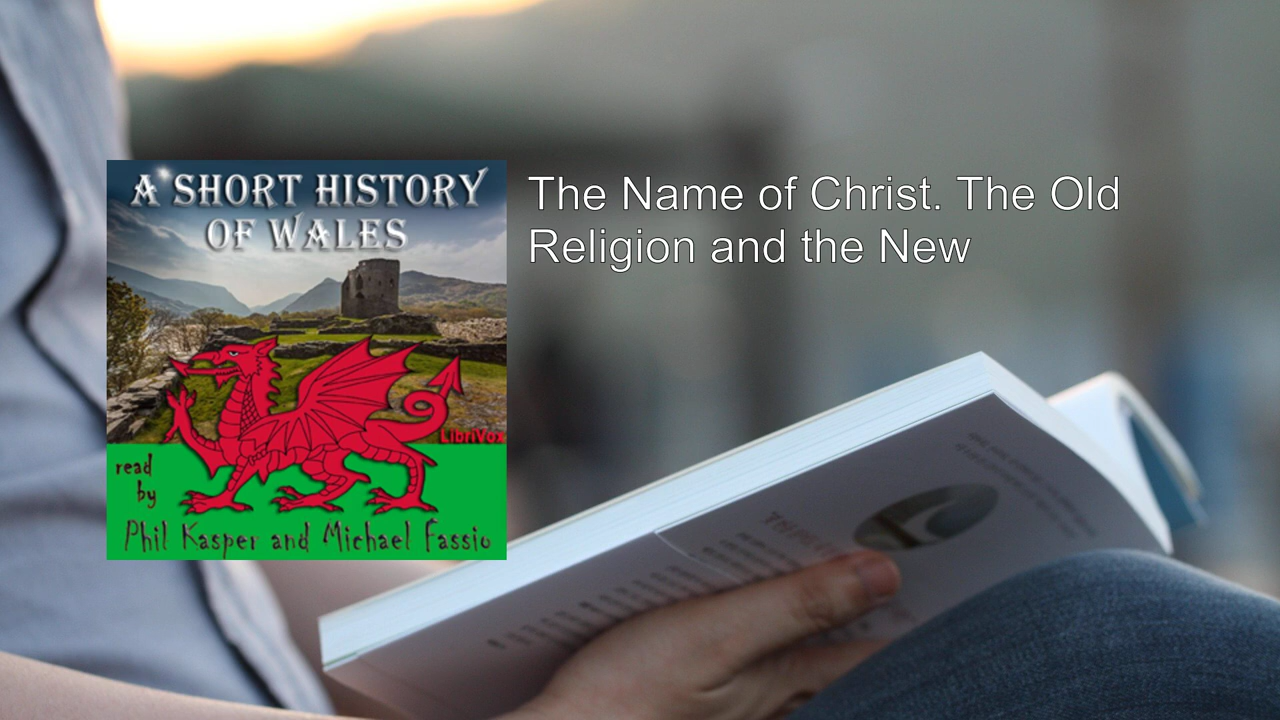 A SHORT HISTORY
OF WALES
LibriVox
read
by
Phil Kasper and Michael Fassio
The Name of Christ. The Old
Religion and the New